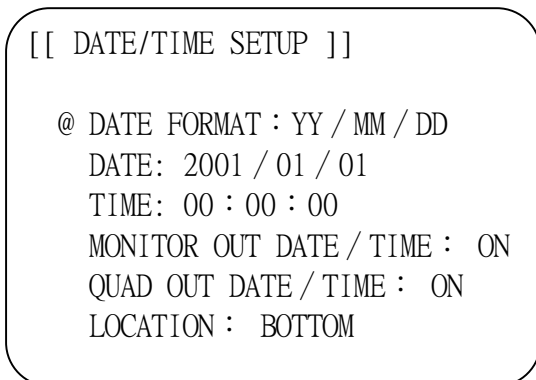 [[ DATE/TIME SETUP ]]
@ DATE FORMAT：YY / MM / DD
DATE: 2001 / 01 / 01
TIME: 00：00：00
MONITOR OUT DATE / TIME： ON
QUAD OUT DATE / TIME： ON
LOCATION： BOTTOM